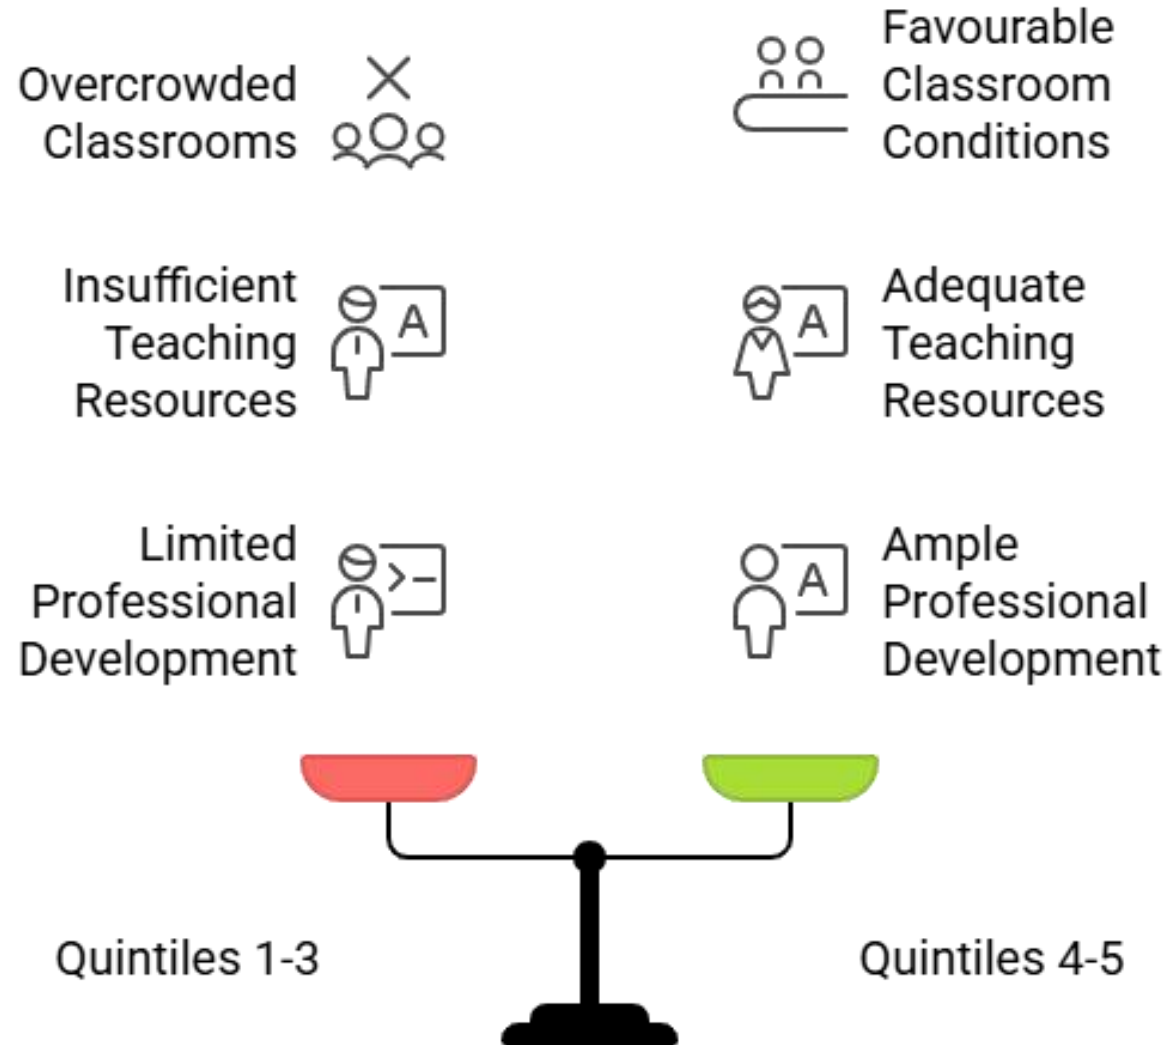 Overcrowded
Classrooms
Favourable
Classroom
Conditions
Insufficient
Teaching
Resources
A
A
Adequate
Teaching
Resources
Limited
Professional
Development
>-
A
Ample
Professional
Development
Quintiles 1-3
Quintiles 4-5